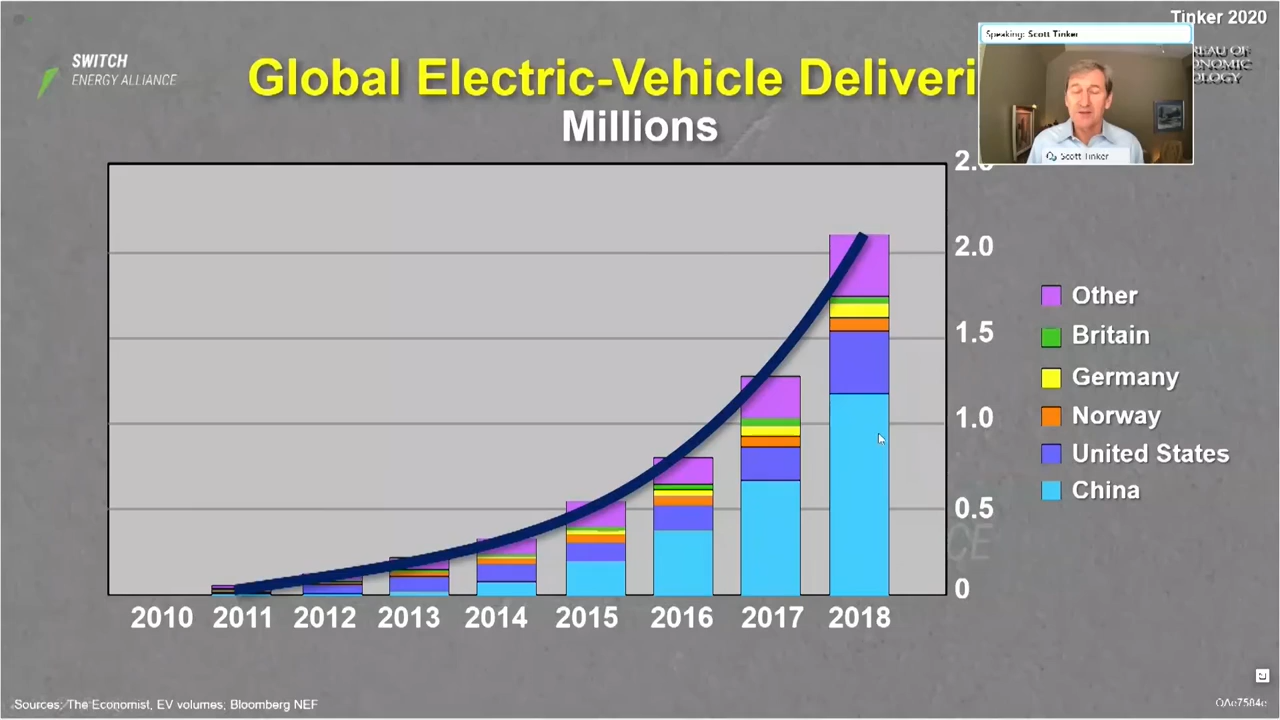 Tinker 2020
Speaking: Scott Tinker
SWITCH
ENERGY ALLIANCE
Global Electric-Vehicle Deliveri
Millions
Scott Tinker
2.0
1.5
1.0
0.5
0
Other
Britain
Germany
Norway
United States
China
2010 2011 2012 2013 2014 2015 2016 2017 2018
Sources: The Economist, EV volumes; Bloomberg NEF